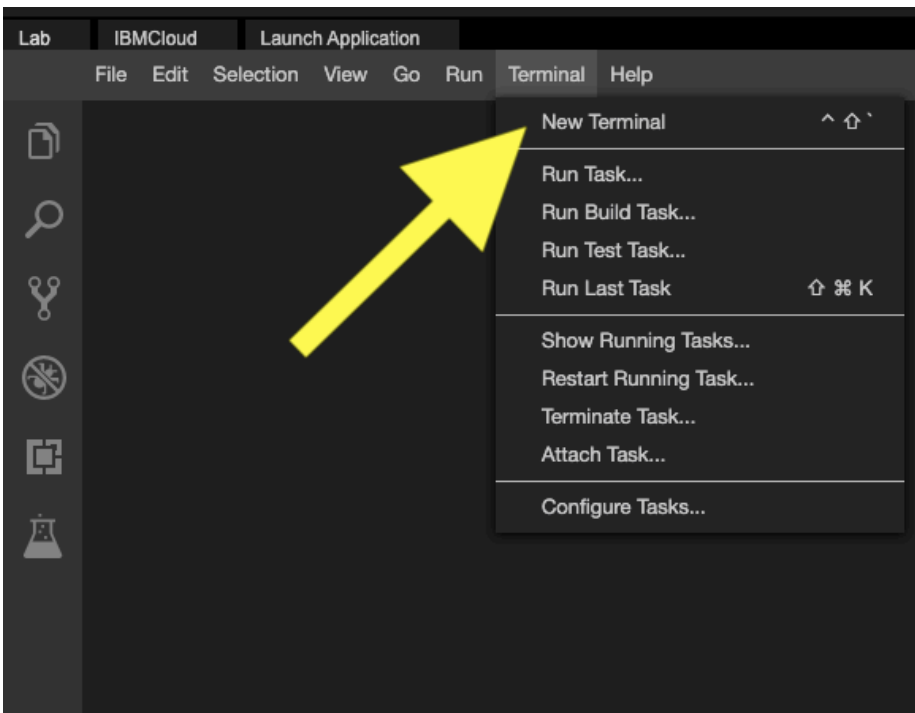 Lab IBMCloud Launch Application
File Edit Selection View Go Run Terminal Help
New Terminal ^ ⇧ `
Run Task...
Run Build Task...
Run Test Task...
Run Last Task ⇧ ⌘ K
Show Running Tasks...
Restart Running Task...
Terminate Task...
Attach Task...
Configure Tasks...